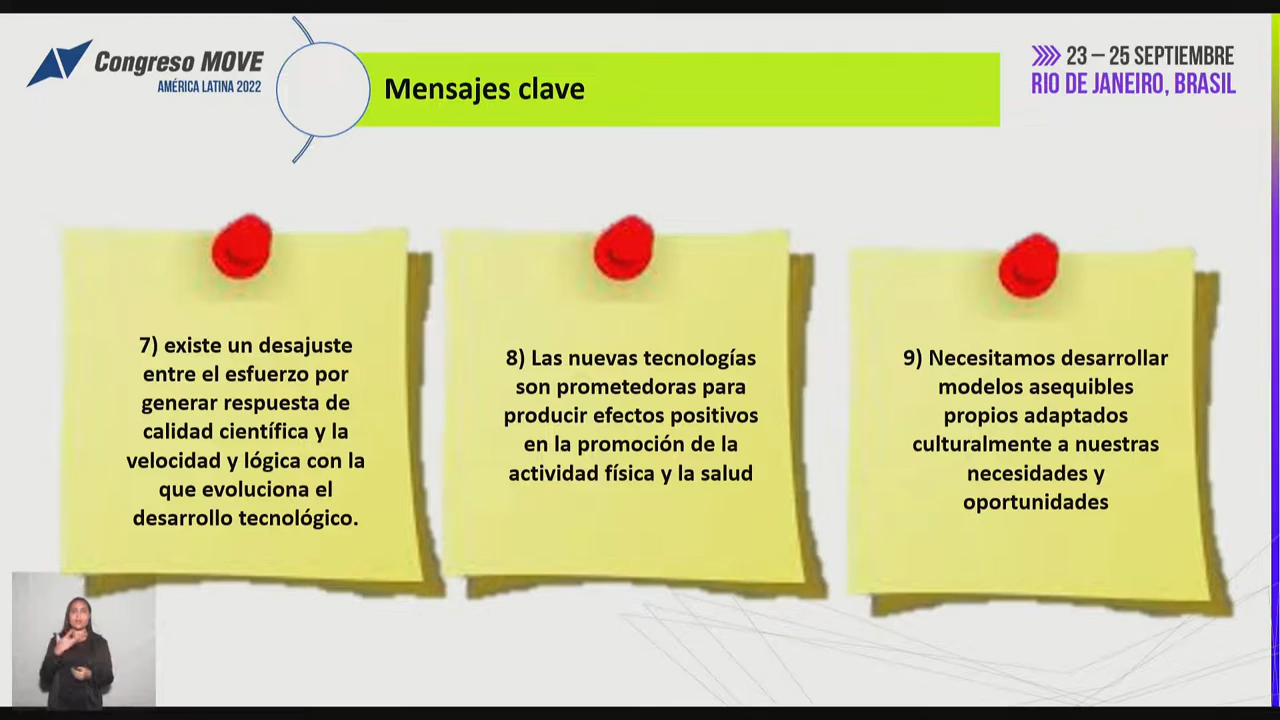 Congreso MOVE
AMÉRICA LATINA 2022
Mensajes clave
23 – 25 SEPTIEMBRE
RIO DE JANEIRO, BRASIL
7) existe un desajuste
entre el esfuerzo por
generar respuesta de
calidad científica y la
velocidad y lógica con la
que evoluciona el
desarrollo tecnológico.
8) Las nuevas tecnologías
son prometedoras para
producir efectos positivos
en la promoción de la
actividad física y la salud
9) Necesitamos desarrollar
modelos asequibles
propios adaptados
culturalmente a nuestras
necesidades y
oportunidades